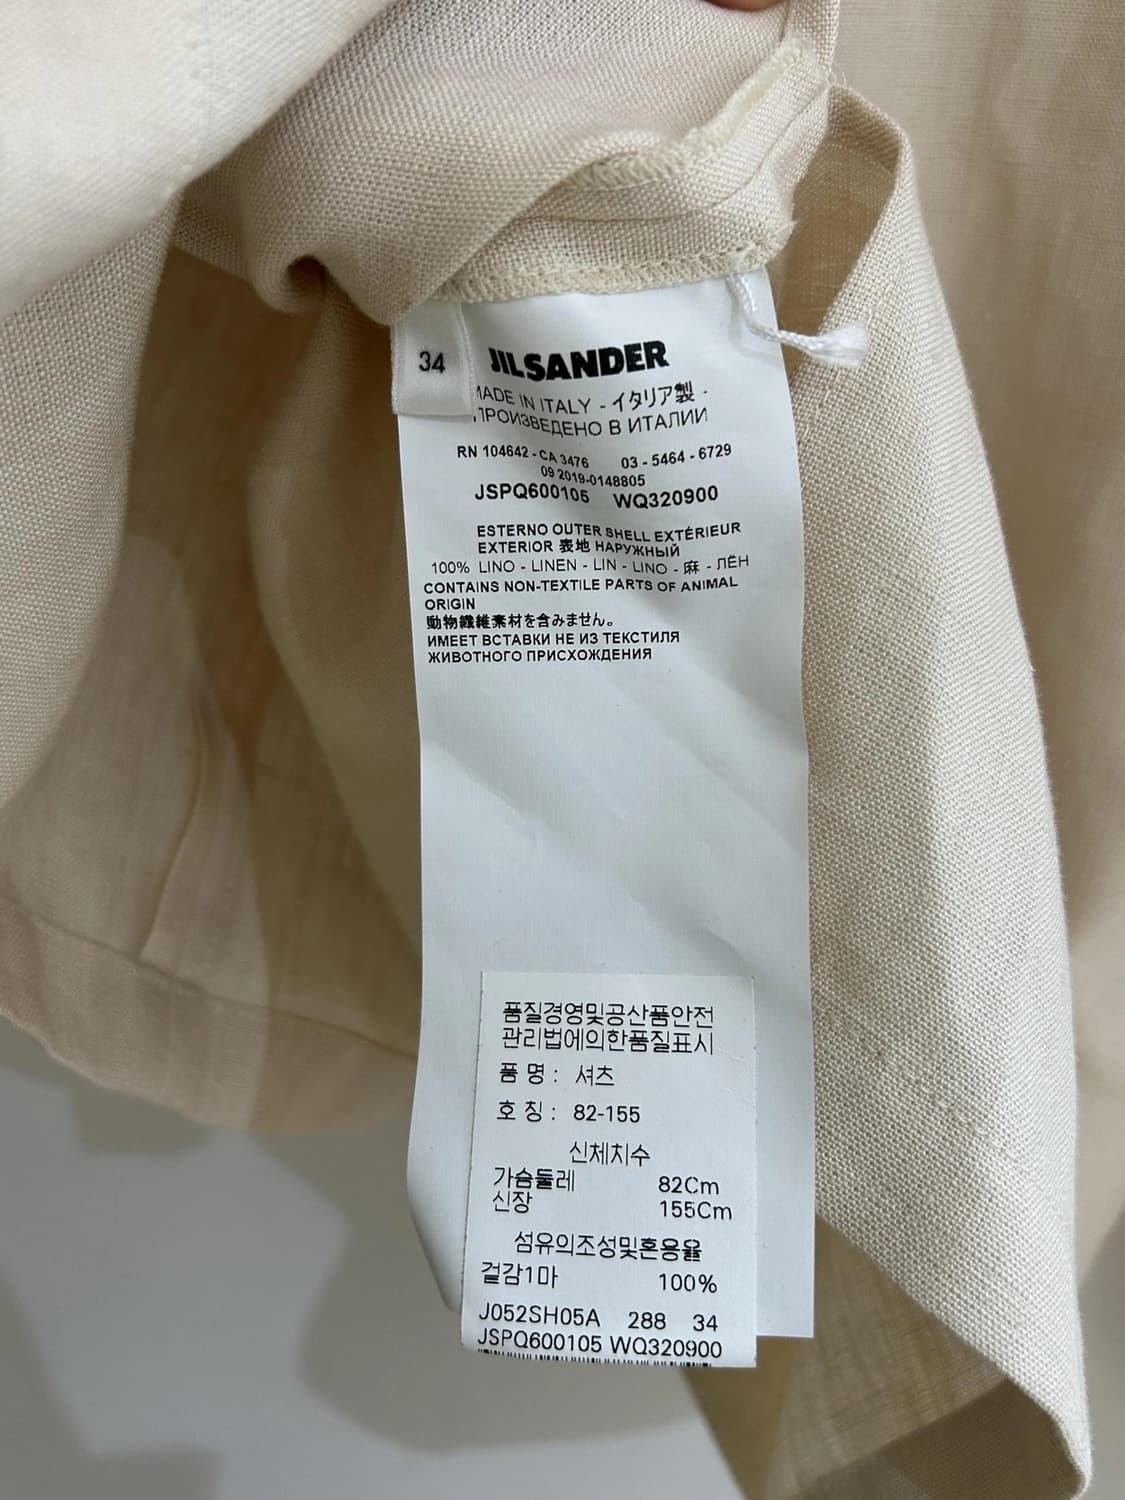 34
JIL SANDER
MADE IN ITALY - イタリア製 -
ПРОИЗВЕДЕНО В ИТАЛИИ
RN 104642 - CA 3476 03 - 5464 - 6729
09 2019-0148805
JSPQ600105 WQ320900
ESTERNO OUTER SHELL EXTÉRIEUR
EXTERIOR 表地 НАРУЖНЫЙ
100% LINO - LINEN - LIN - LINO - 麻 - ЛЁН
CONTAINS NON-TEXTILE PARTS OF ANIMAL
ORIGIN
動物繊維素材を含みません。
ИМЕЕТ ВСТАВКИ НЕ ИЗ ТЕКСТИЛЯ
ЖИВОТНОГО ПРИСХОЖДЕНИЯ
품질경영및공산품안전
관리법에의한품질표시
품 명 : 셔츠
호 칭 : 82-155
신체치수
가슴둘레 82Cm
신장 155Cm
섬유의조성및혼용율
겉감1마 100%
J052SH05A 288 34
JSPQ600105 WQ320900